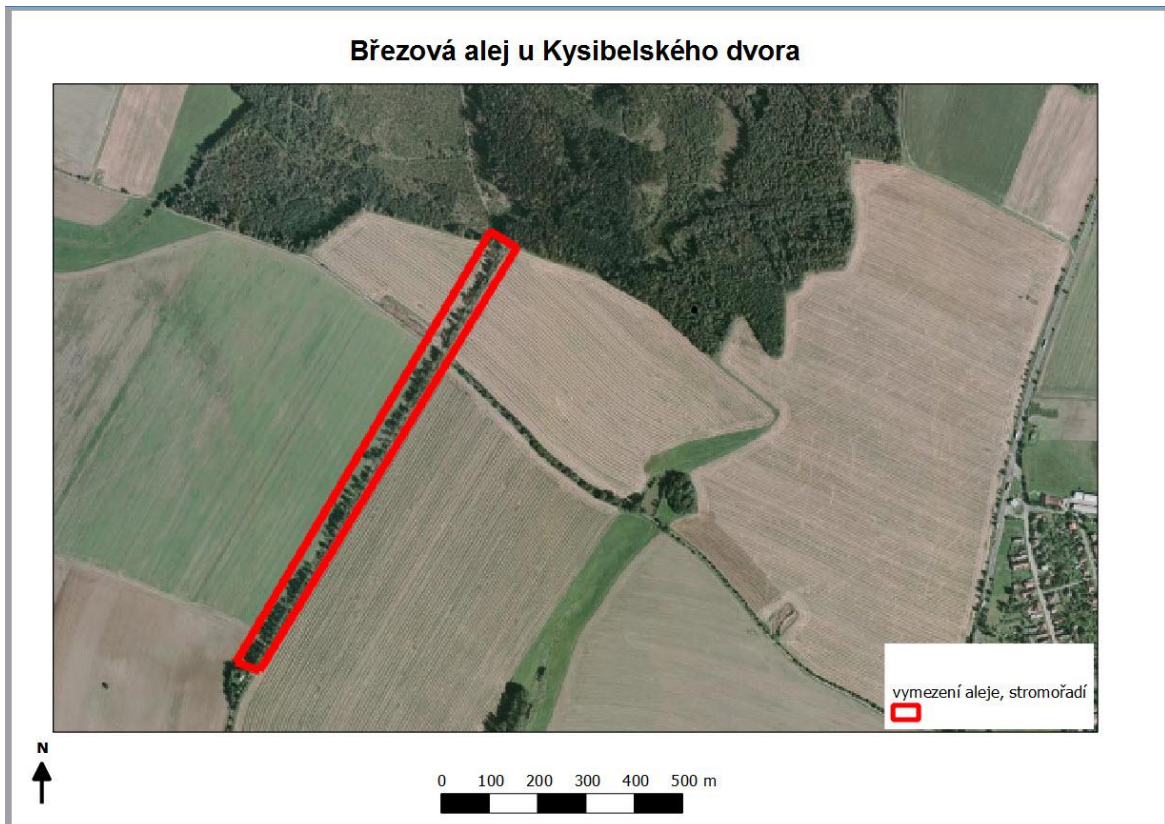 Březová alej u Kysibelského dvora
vymezení aleje, stromořadí
N
0 100 200 300 400 500 m